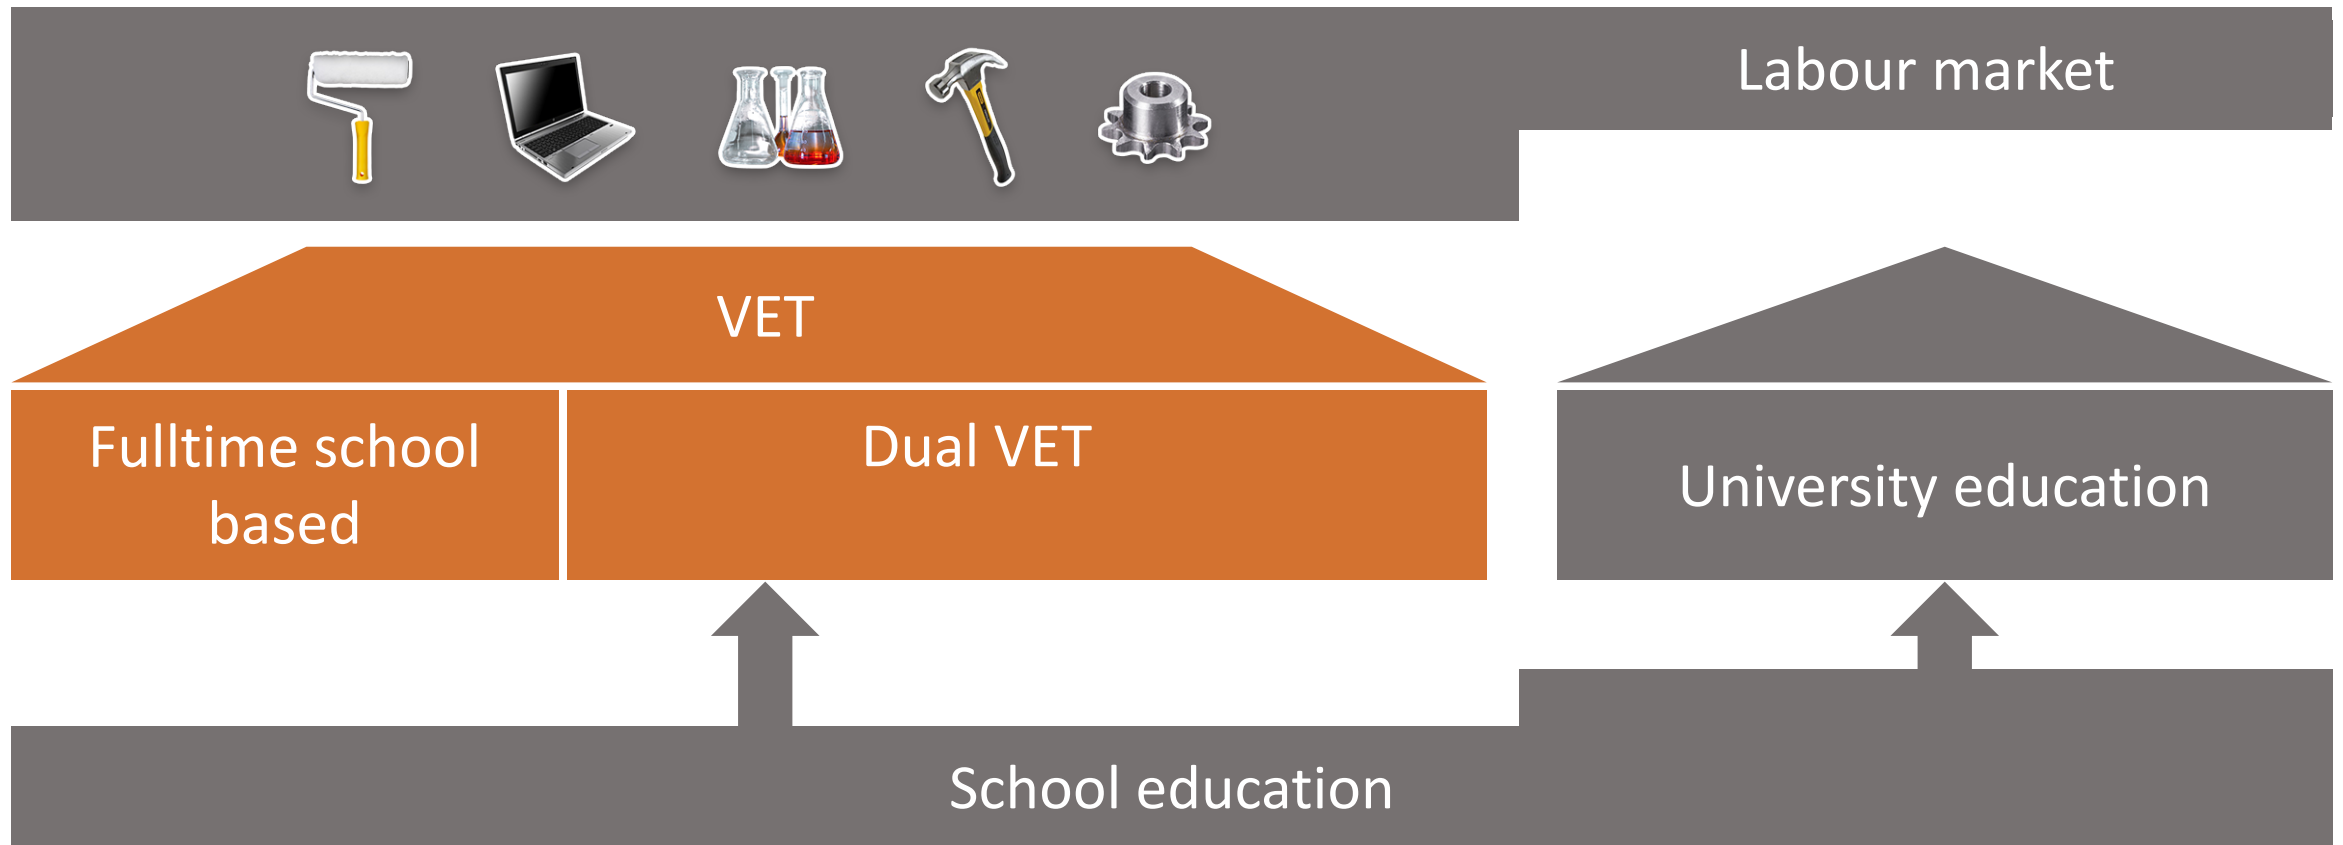 Labour market
VET
Fulltime school
based
Dual VET
University education
School education